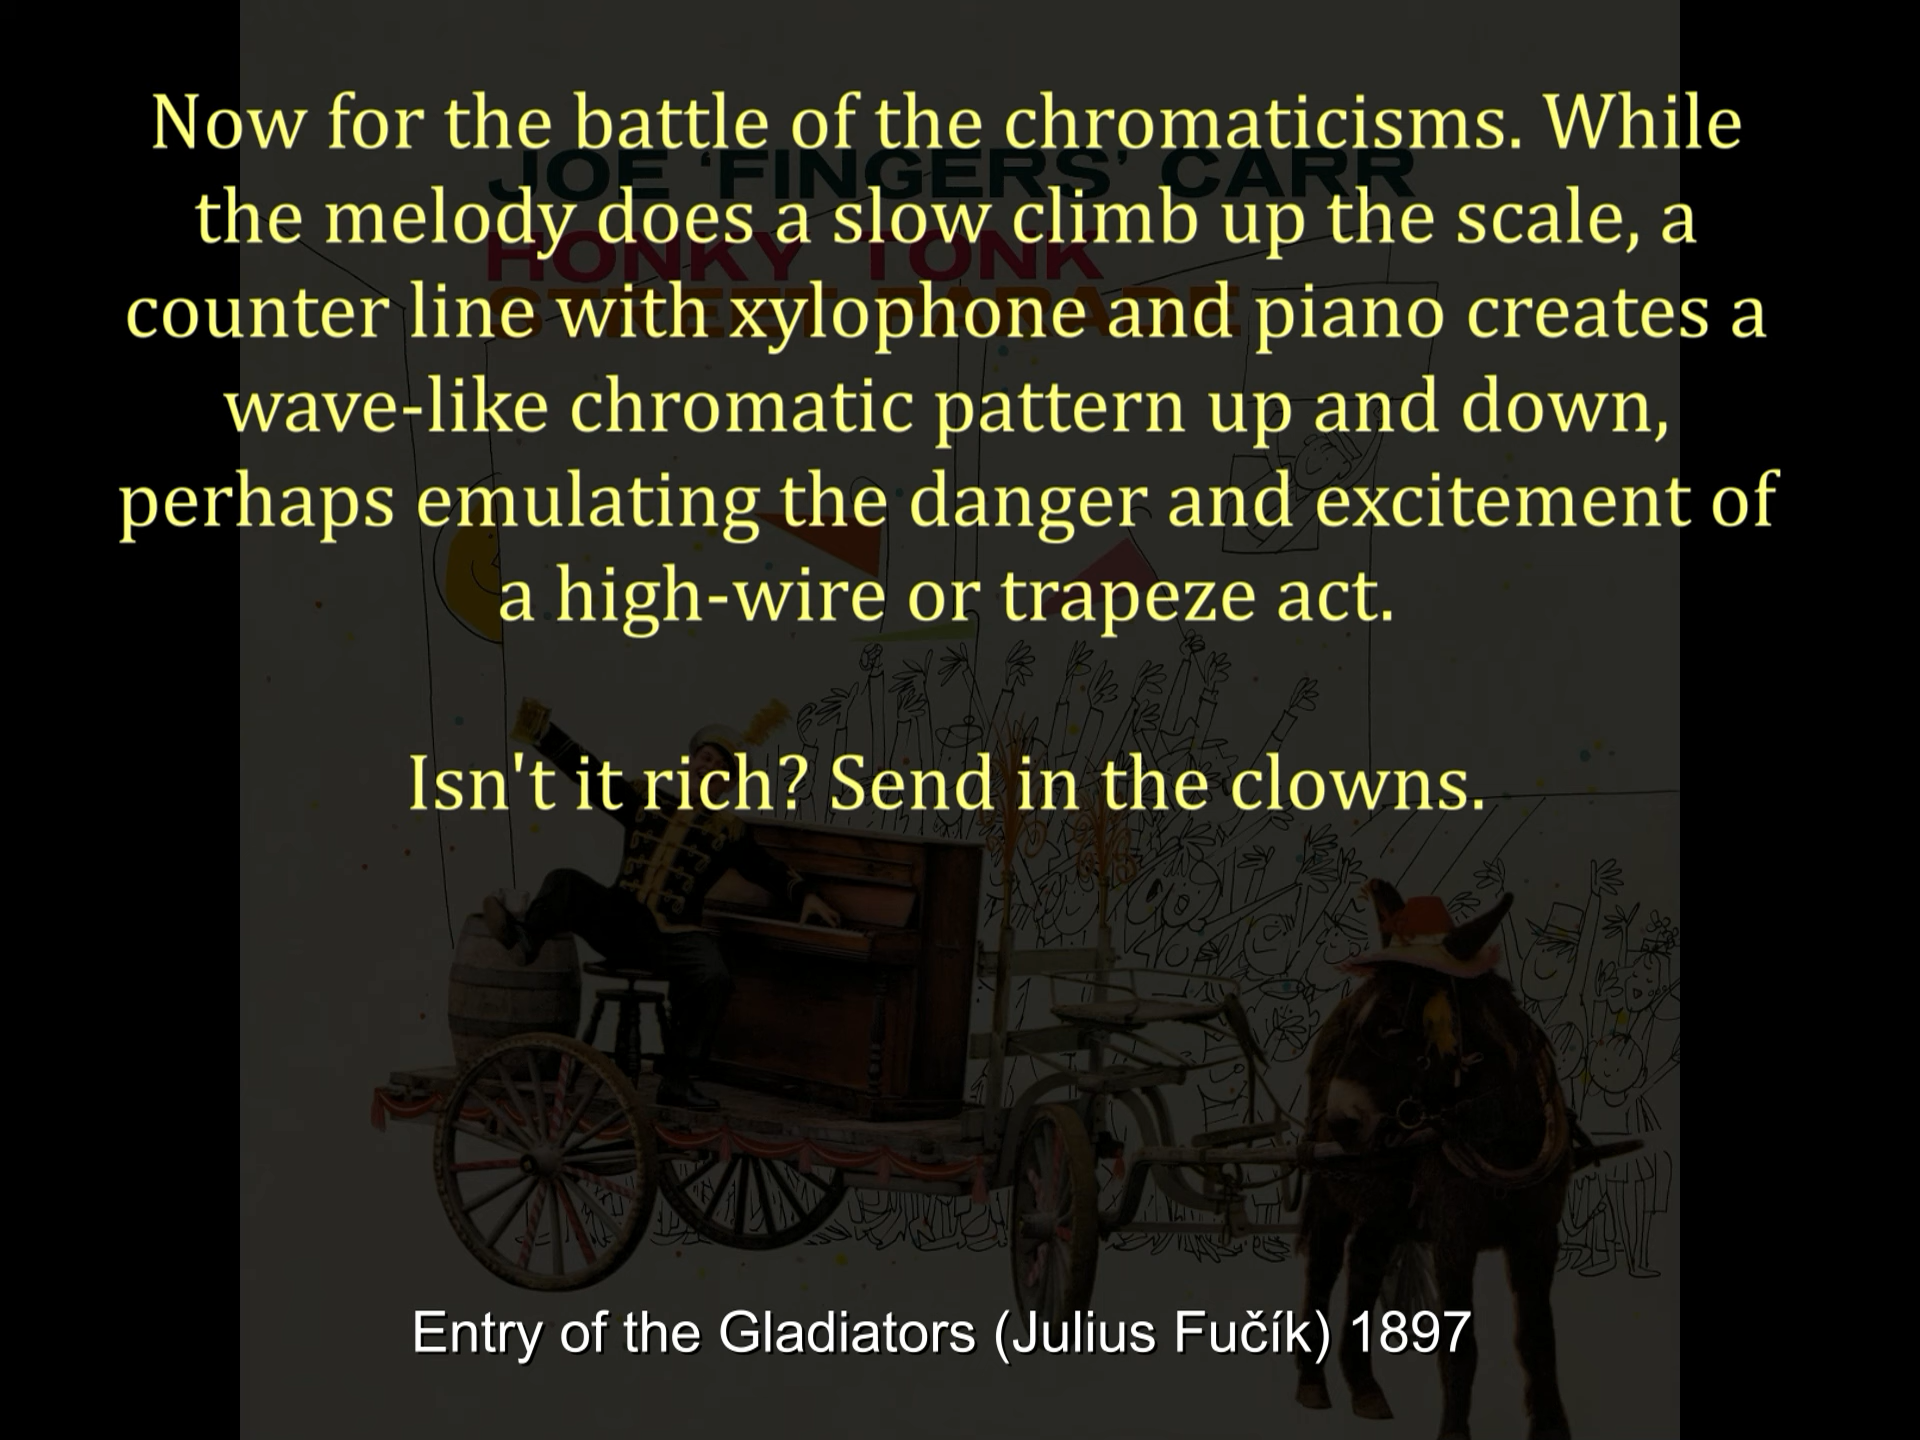 Now for the battle of the chromaticisms. While
the melody does a slow climb up the scale, a
counter line with xylophone and piano creates a
wave-like chromatic pattern up and down,
perhaps emulating the danger and excitement of
a high-wire or trapeze act.
Isn't it rich? Send in the clowns.
JOE 'FINGERS' CARR
HONKY TONK
STREET PARADE
Entry of the Gladiators (Julius Fučík) 1897